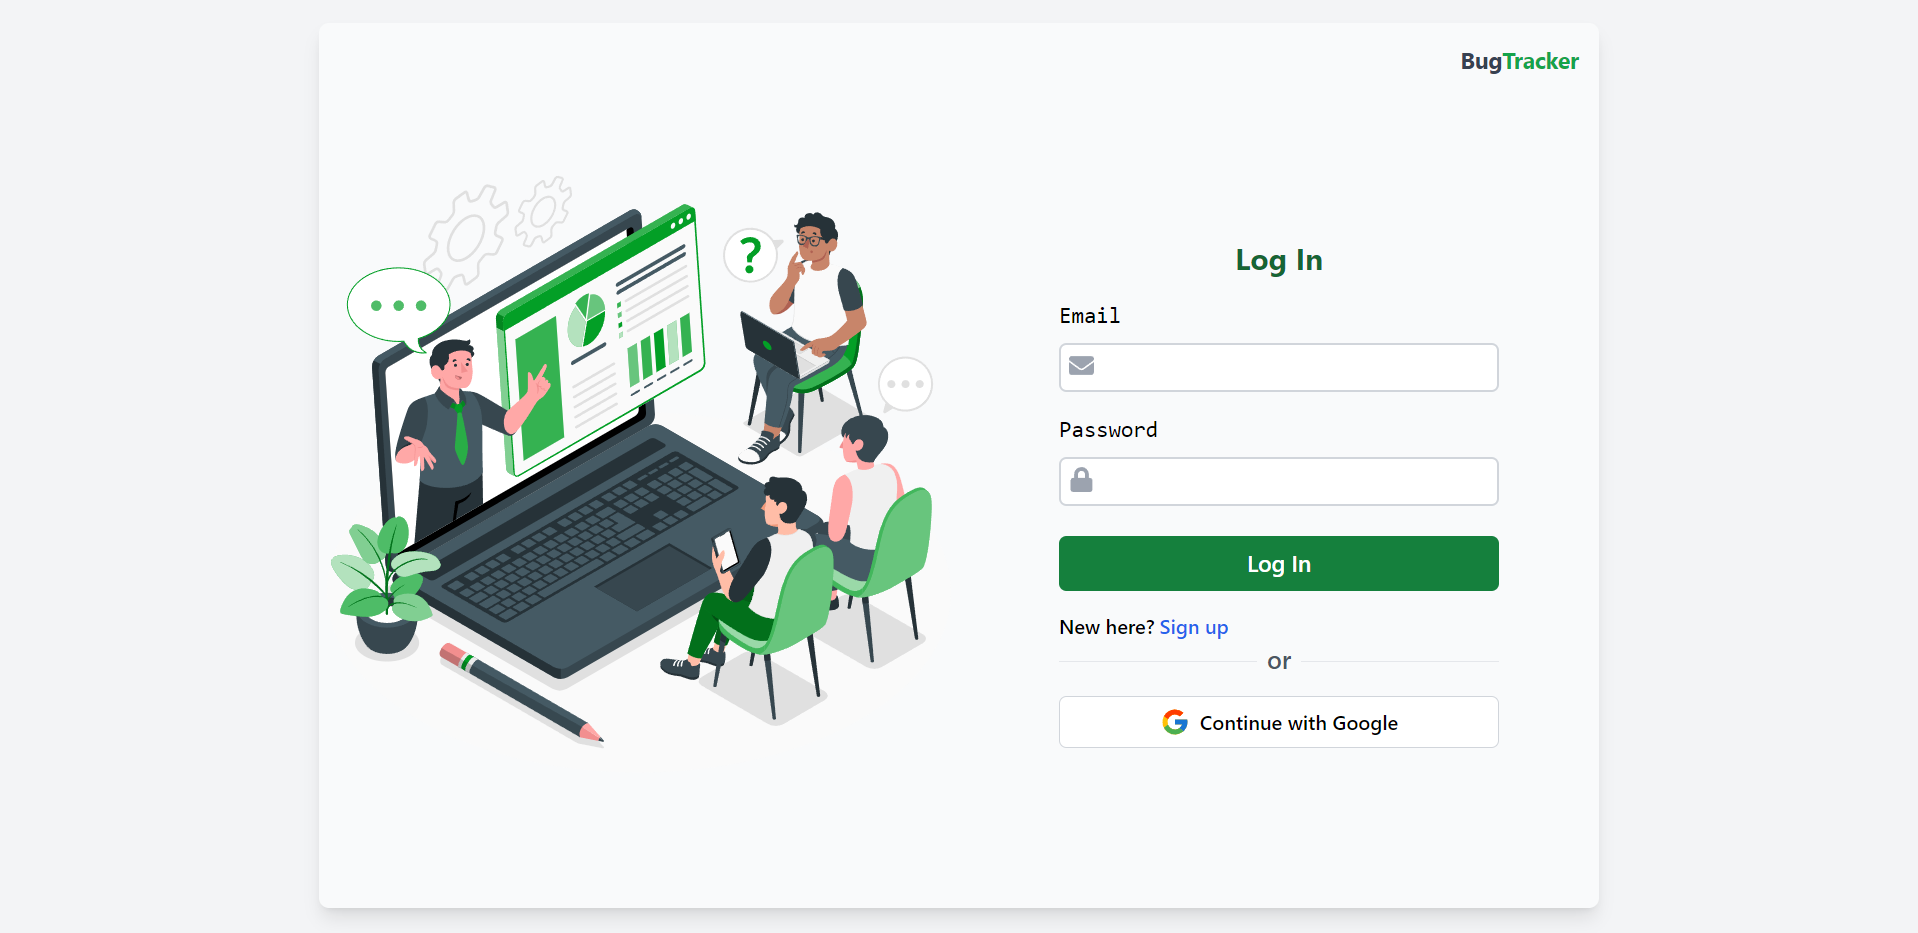 BugTracker
Log In
Email
Password
Log In
New here? Sign up
or
Continue with Google
?